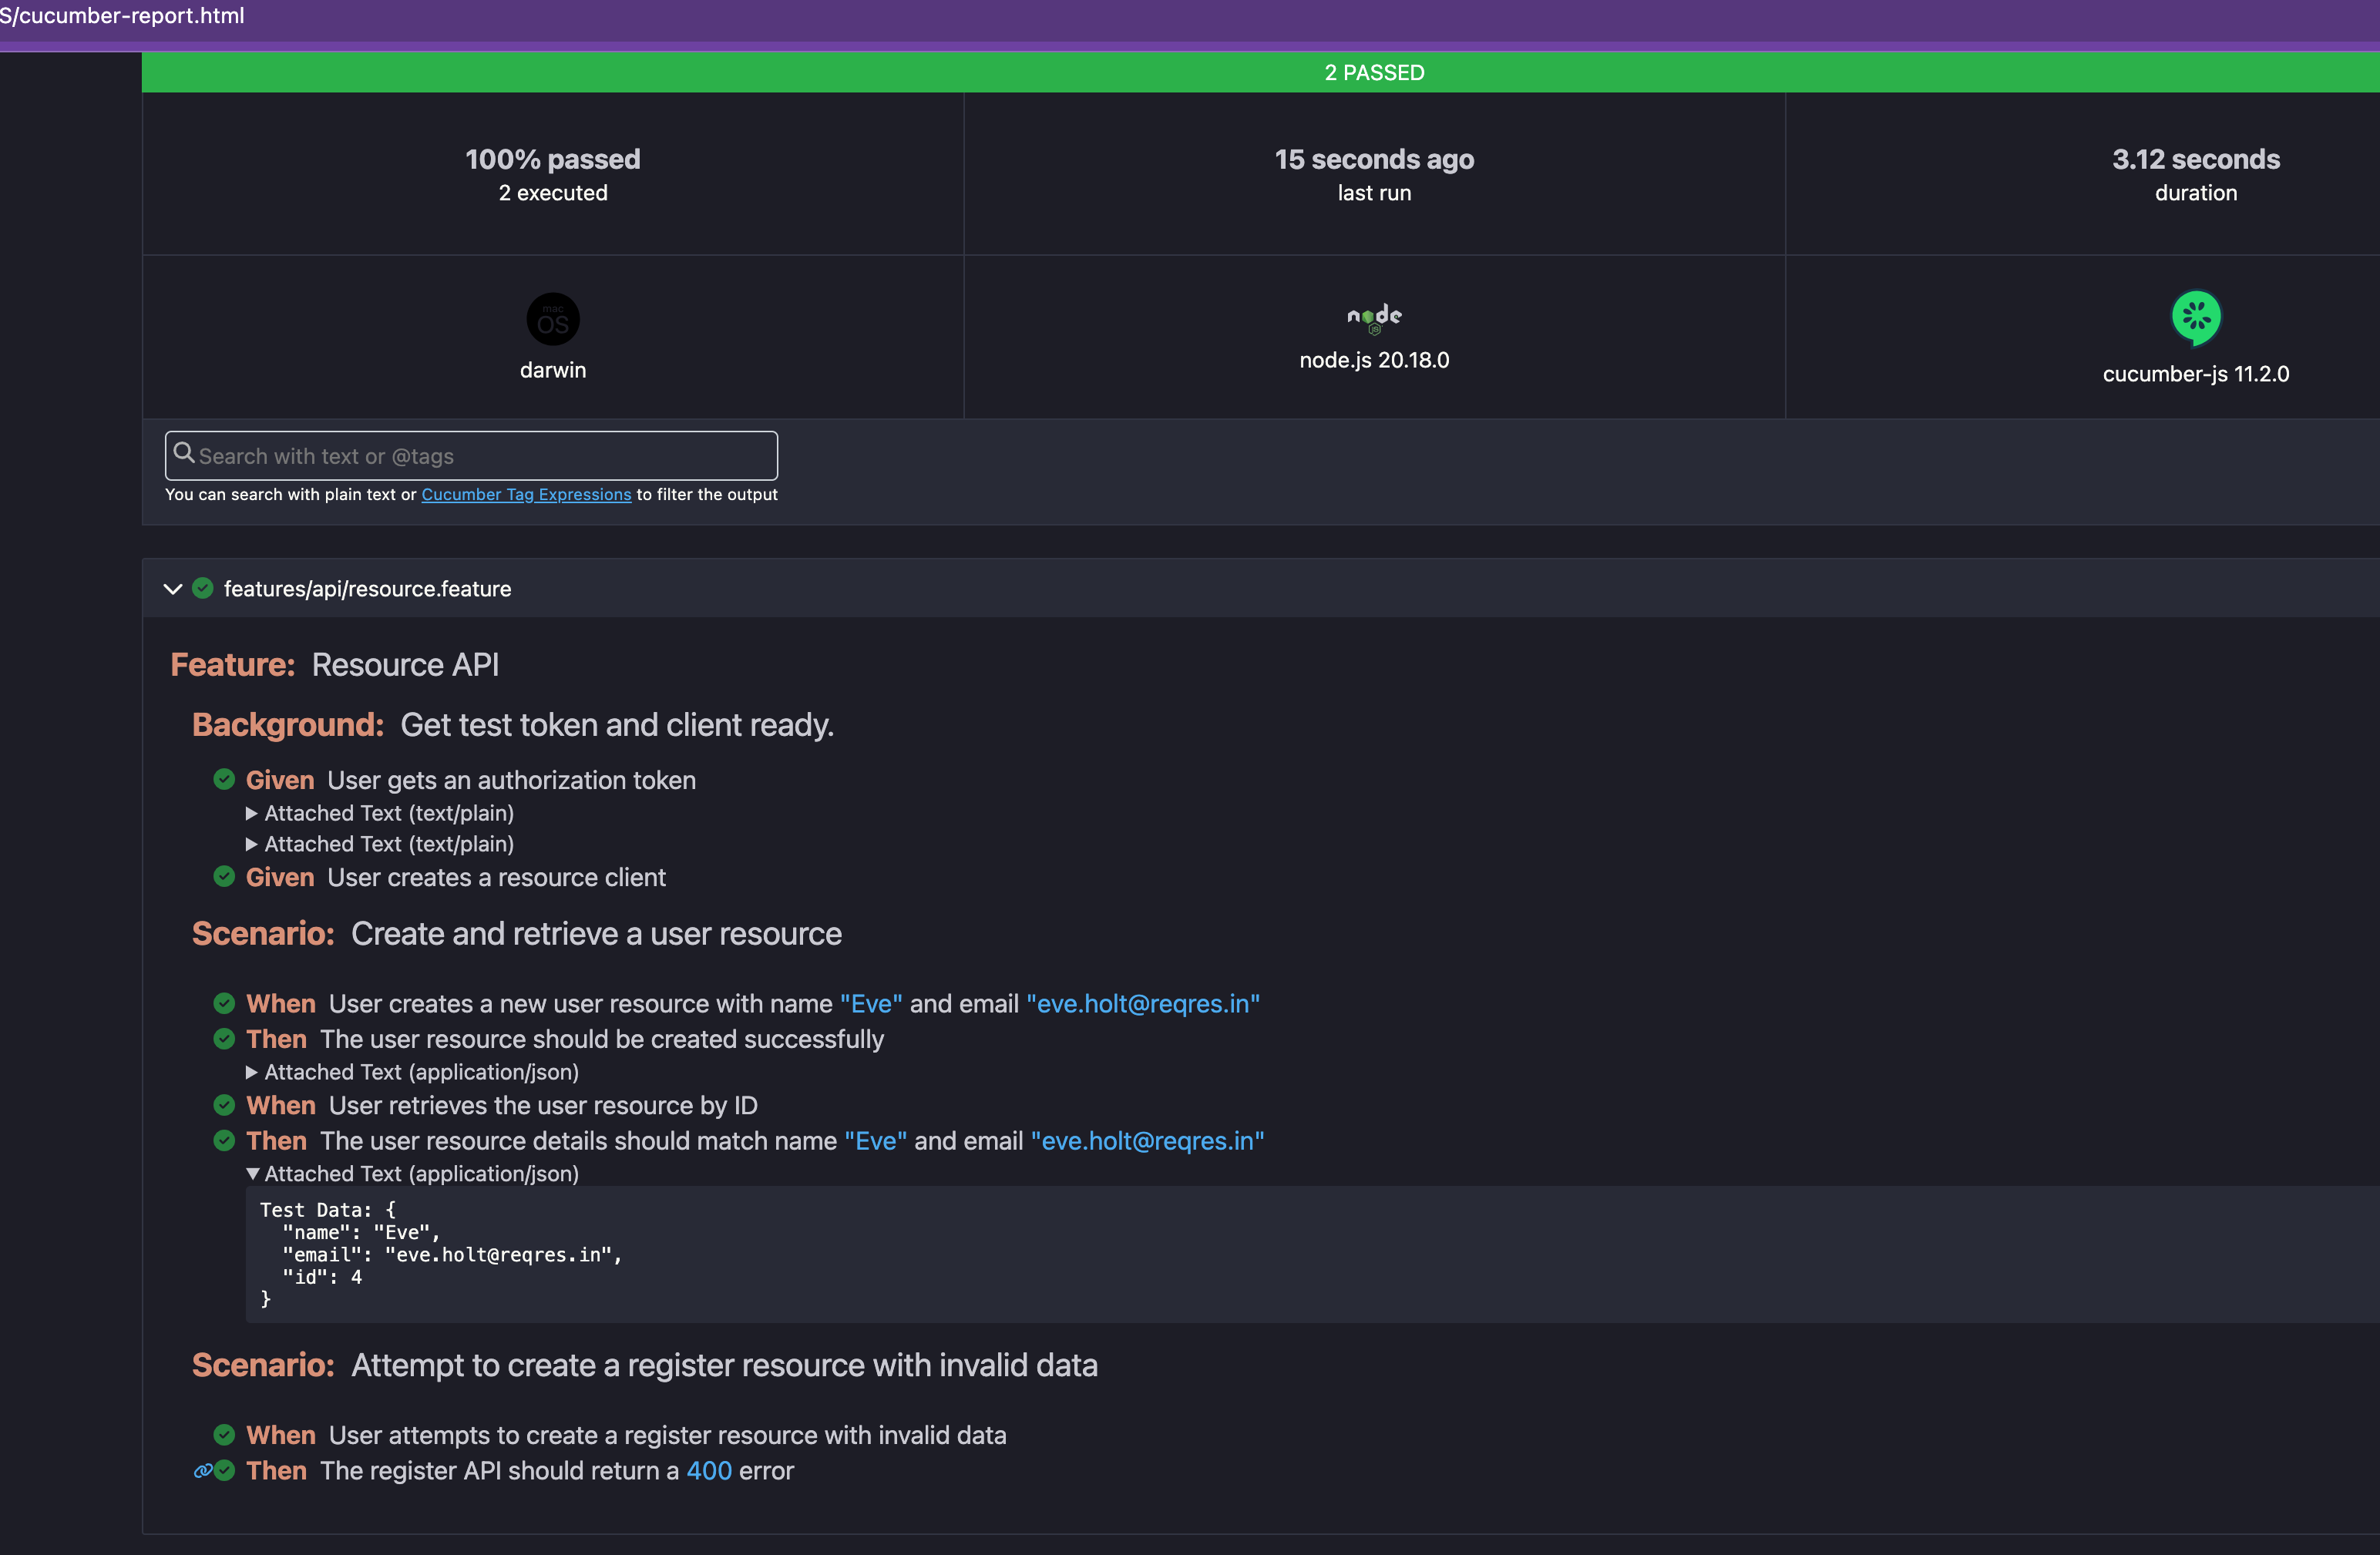 S/cucumber-report.html
2 PASSED
100% passed
2 executed
15 seconds ago
last run
3.12 seconds
duration
mac
OS
darwin
node
JS
node.js 20.18.0
cucumber-js 11.2.0
Search with text or @tags
You can search with plain text or Cucumber Tag Expressions to filter the output
features/api/resource.feature
Feature: Resource API
Background: Get test token and client ready.
Given User gets an authorization token
Attached Text (text/plain)
Attached Text (text/plain)
Given User creates a resource client
Scenario: Create and retrieve a user resource
When User creates a new user resource with name "Eve" and email "eve.holt@reqres.in"
Then The user resource should be created successfully
Attached Text (application/json)
When User retrieves the user resource by ID
Then The user resource details should match name "Eve" and email "eve.holt@reqres.in"
Attached Text (application/json)
Test Data: {
"name": "Eve",
"email": "eve.holt@reqres.in",
"id": 4
}
Scenario: Attempt to create a register resource with invalid data
When User attempts to create a register resource with invalid data
Then The register API should return a 400 error